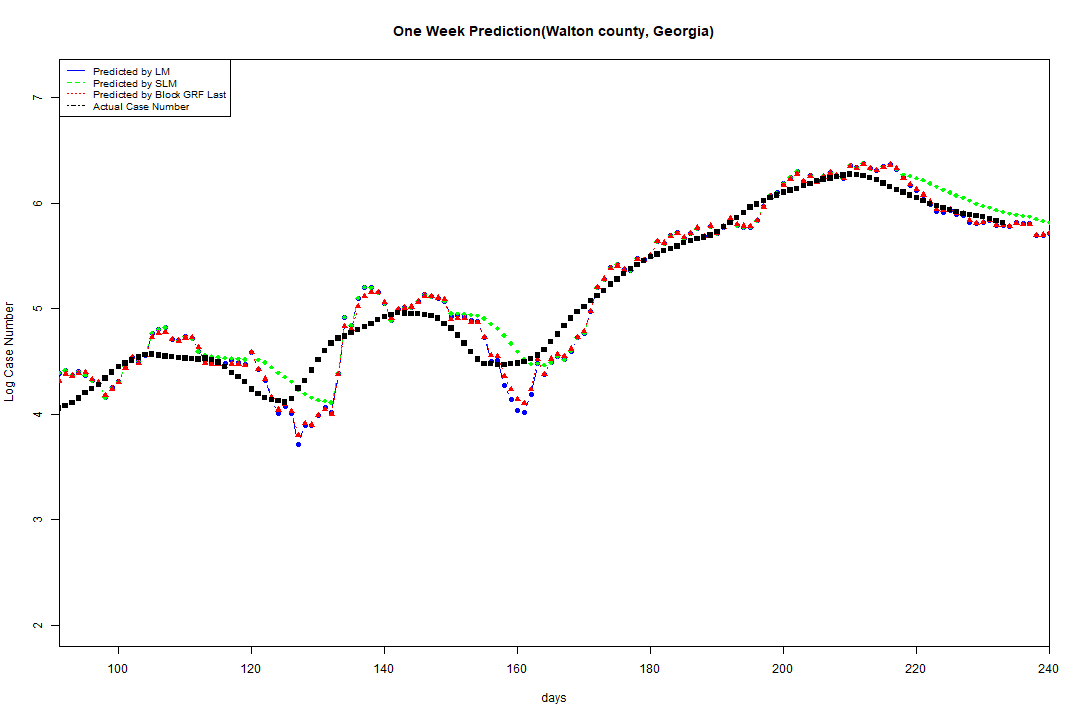 One Week Prediction(Walton county, Georgia)
Predicted by LM
Predicted by SLM
Predicted by Block GRF Last
Actual Case Number
7
6
5
4
3
2
Log Case Number
100 120 140 160 180 200 220 240
days